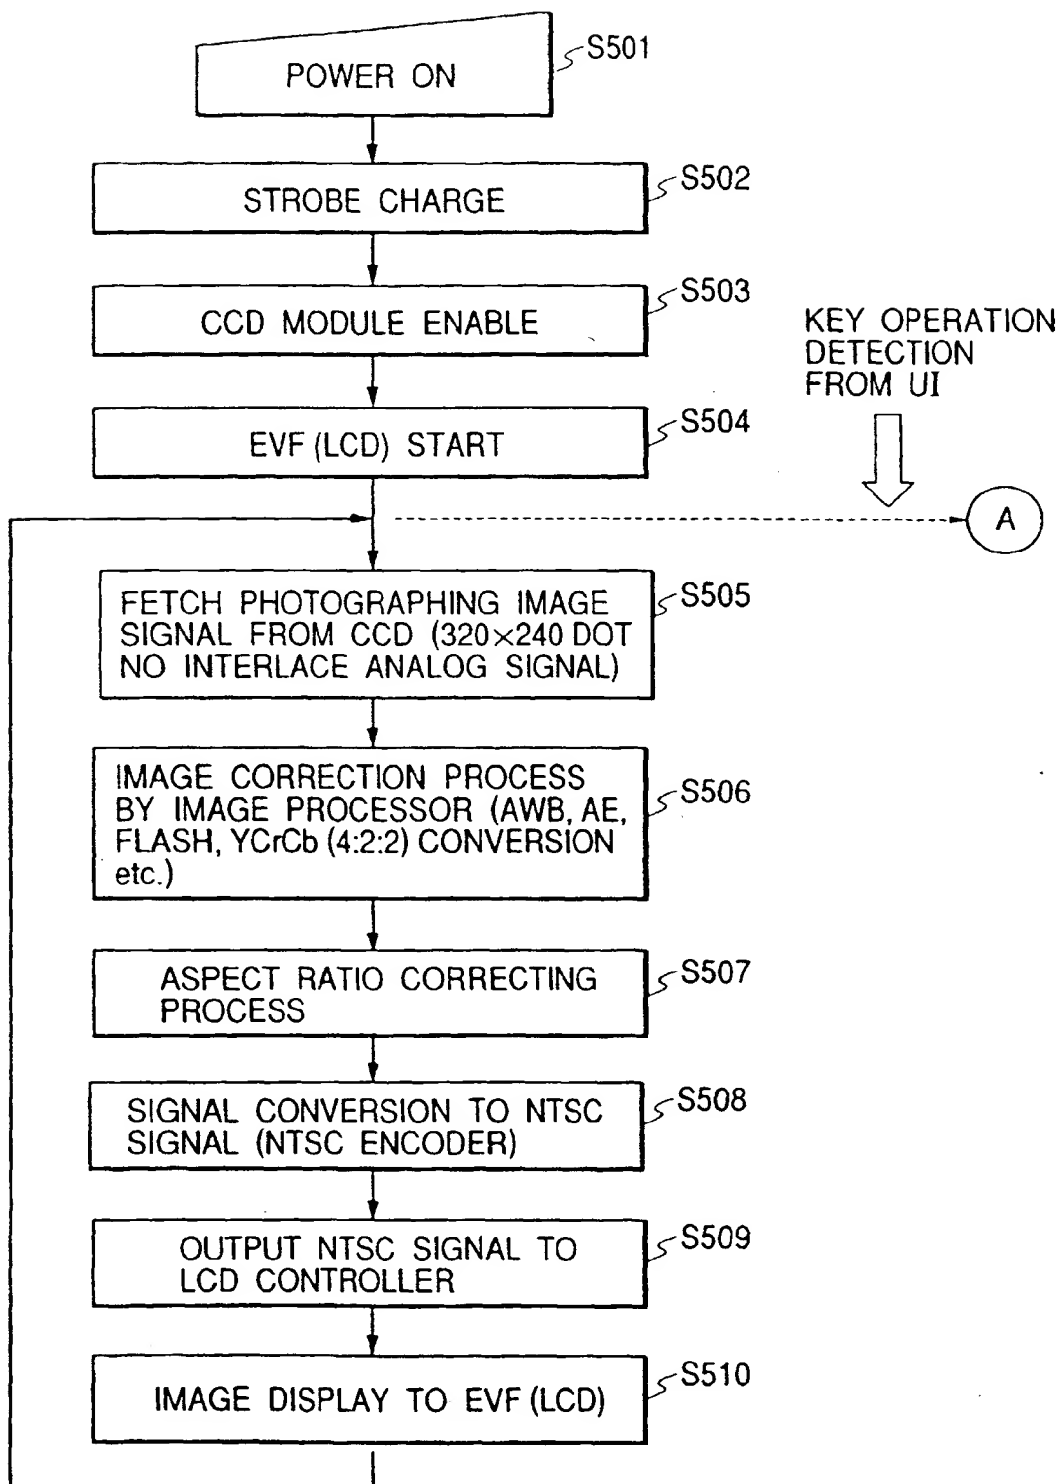 POWER ON
S501
STROBE CHARGE
S502
CCD MODULE ENABLE
S503
KEY OPERATION
DETECTION
FROM UI
EVF (LCD) START
S504
A
FETCH PHOTOGRAPHING IMAGE
SIGNAL FROM CCD (320×240 DOT
NO INTERLACE ANALOG SIGNAL)
S505
IMAGE CORRECTION PROCESS
BY IMAGE PROCESSOR (AWB, AE,
FLASH, YCrCb (4:2:2) CONVERSION
etc.)
S506
ASPECT RATIO CORRECTING
PROCESS
S507
SIGNAL CONVERSION TO NTSC
SIGNAL (NTSC ENCODER)
S508
OUTPUT NTSC SIGNAL TO
LCD CONTROLLER
S509
IMAGE DISPLAY TO EVF (LCD)
S510